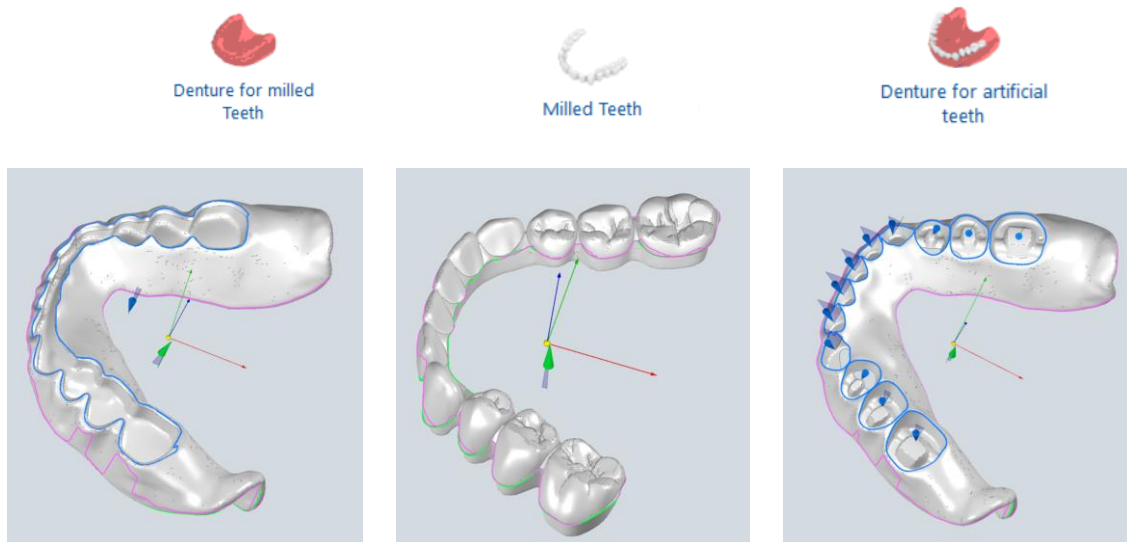 Denture for milled
Teeth
Milled Teeth
Denture for artificial
teeth